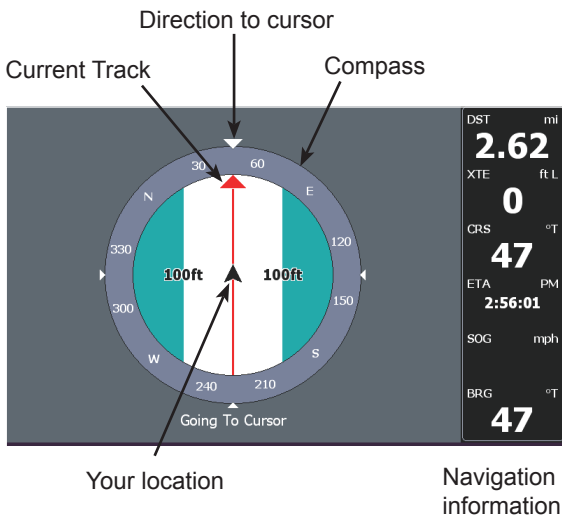 Direction to cursor
Current Track
Compass
30
60
N
E
330
120
100ft
100ft
300
150
W
S
240
210
Going To Cursor
DST mi
2.62
XTE ft L
0
CRS °T
47
ETA PM
2:56:01
SOG mph
BRG °T
47
Your location
Navigation
information